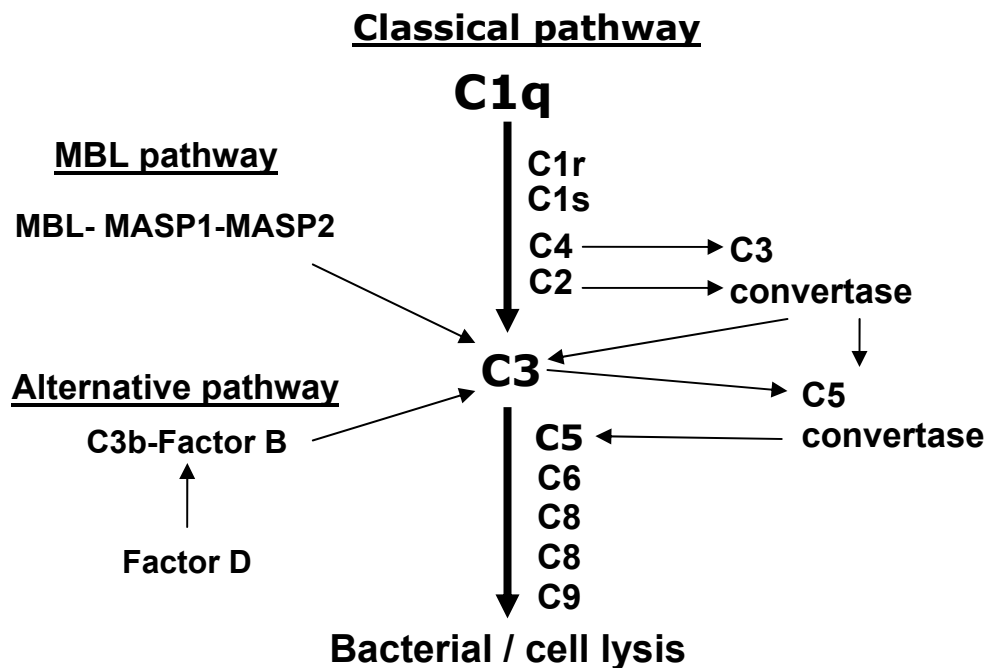 Classical pathway
C1q
MBL pathway
MBL- MASP1-MASP2
C1r
C1s
C4
C2
C3
convertase
C3
Alternative pathway
C3b-Factor B
Factor D
C5
convertase
C5
C6
C8
C8
C9
Bacterial / cell lysis